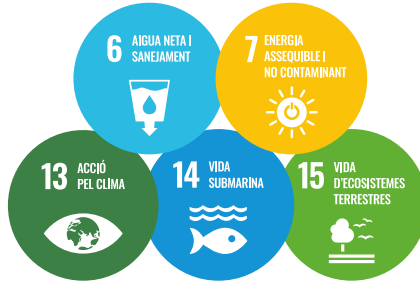 6 AIGUA NETA I
SANEJAMENT
7 ENERGIA
ASSEQUIBLE I
NO CONTAMINANT
13 ACCIÓ
PEL CLIMA
14 VIDA
SUBMARINA
15 VIDA
D'ECOSISTEMES
TERRESTRES